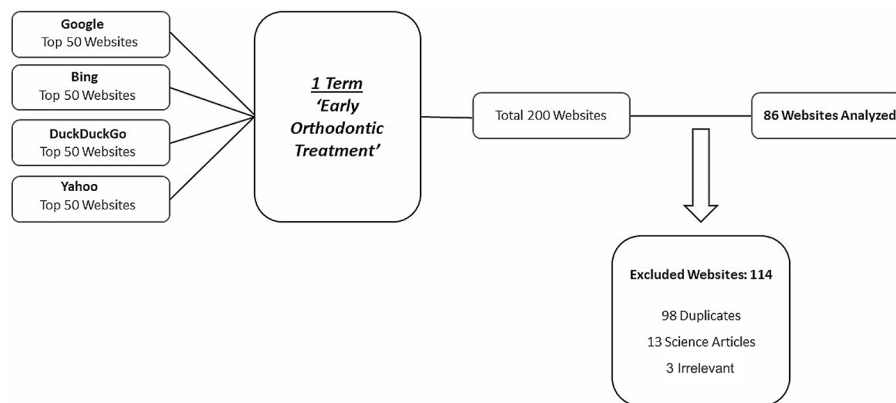 Google
Top 50 Websites
Bing
Top 50 Websites
DuckDuckGo
Top 50 Websites
Yahoo
Top 50 Websites
1 Term
‘Early
Orthodontic
Treatment’
Total 200 Websites
86 Websites Analyzed
Excluded Websites: 114
98 Duplicates
13 Science Articles
3 Irrelevant